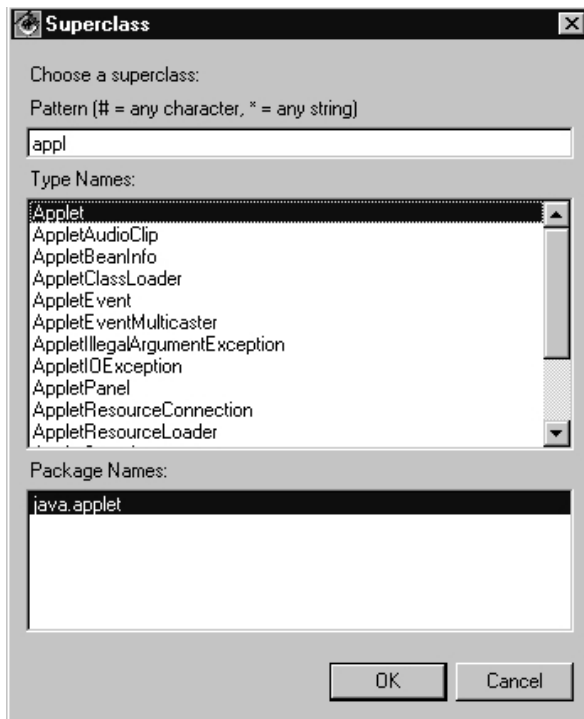 Superclass
Choose a superclass:
Pattern (# = any character, * = any string)
appl
Type Names:
Applet
AppletAudioClip
AppletBeanInfo
AppletClassLoader
AppletEvent
AppletEventMulticaster
AppletIllegalArgumentException
AppletIOException
AppletPanel
AppletResourceConnection
AppletResourceLoader
Package Names:
java.applet
OK Cancel